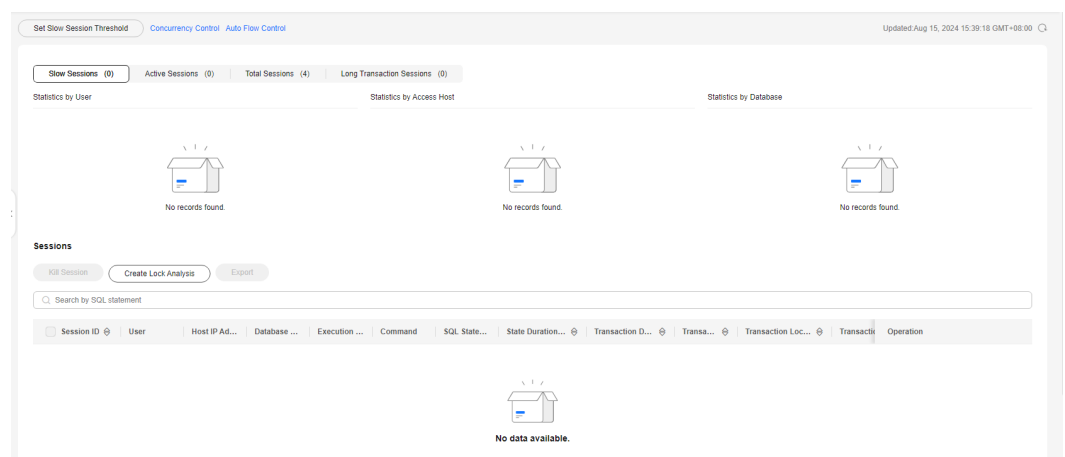 Set Slow Session Threshold Concurrency Control Auto Flow Control Updated:Aug 15, 2024 15:39:18 GMT+08:00
Slow Sessions (0) Active Sessions (0) Total Sessions (4) Long Transaction Sessions (0)
Statistics by User Statistics by Access Host Statistics by Database
No records found. No records found. No records found.
Sessions
Kill Session Create Lock Analysis Export
Search by SQL statement
Session ID User Host IP Ad... Database ... Execution ... Command SQL State... State Duration... Transaction D... Transa... Transaction Loc... Transactic Operation
No data available.